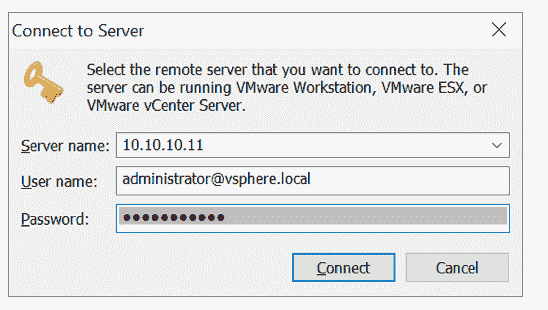 Connect to Server
Select the remote server that you want to connect to. The
server can be running VMware Workstation, VMware ESX, or
VMware vCenter Server.
Server name: 10.10.10.11
User name: administrator@vsphere.local
Password: ●●●●●●●●●●●
Connect Cancel